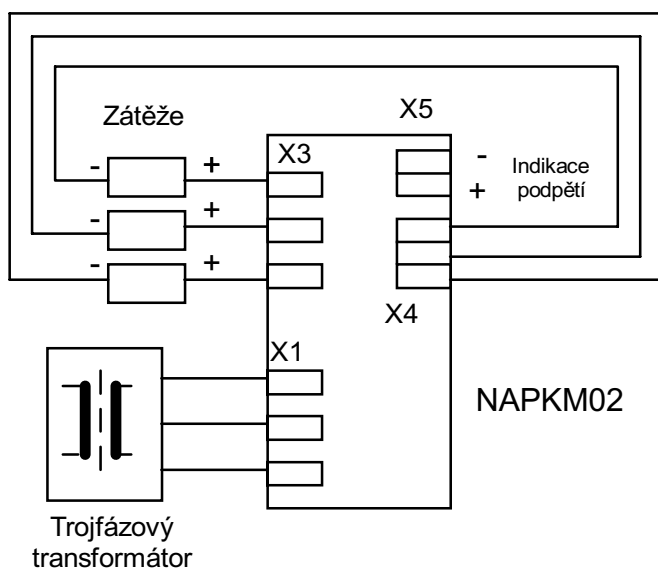 X5
Zátěže
X3
-
Indikace
- +
+
podpětí
- +
- +
X4
X1
NAPKM02
Trojfázový
transformátor